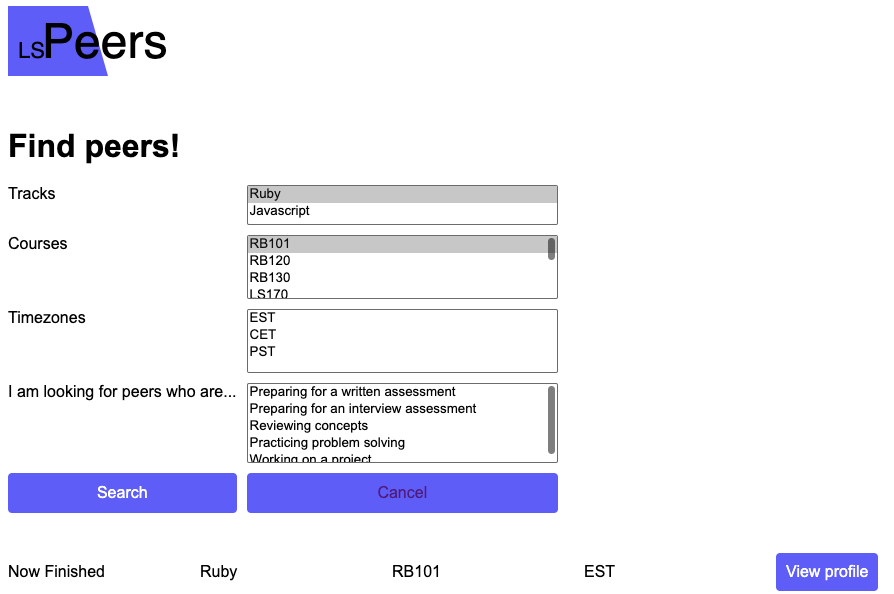 LSPeers
Find peers!
Tracks
Ruby
Javascript
Courses
RB101
RB120
RB130
LS170
Timezones
EST
CET
PST
I am looking for peers who are...
Preparing for a written assessment
Preparing for an interview assessment
Reviewing concepts
Practicing problem solving
Working on a project
Search Cancel
Now Finished Ruby RB101 EST View profile